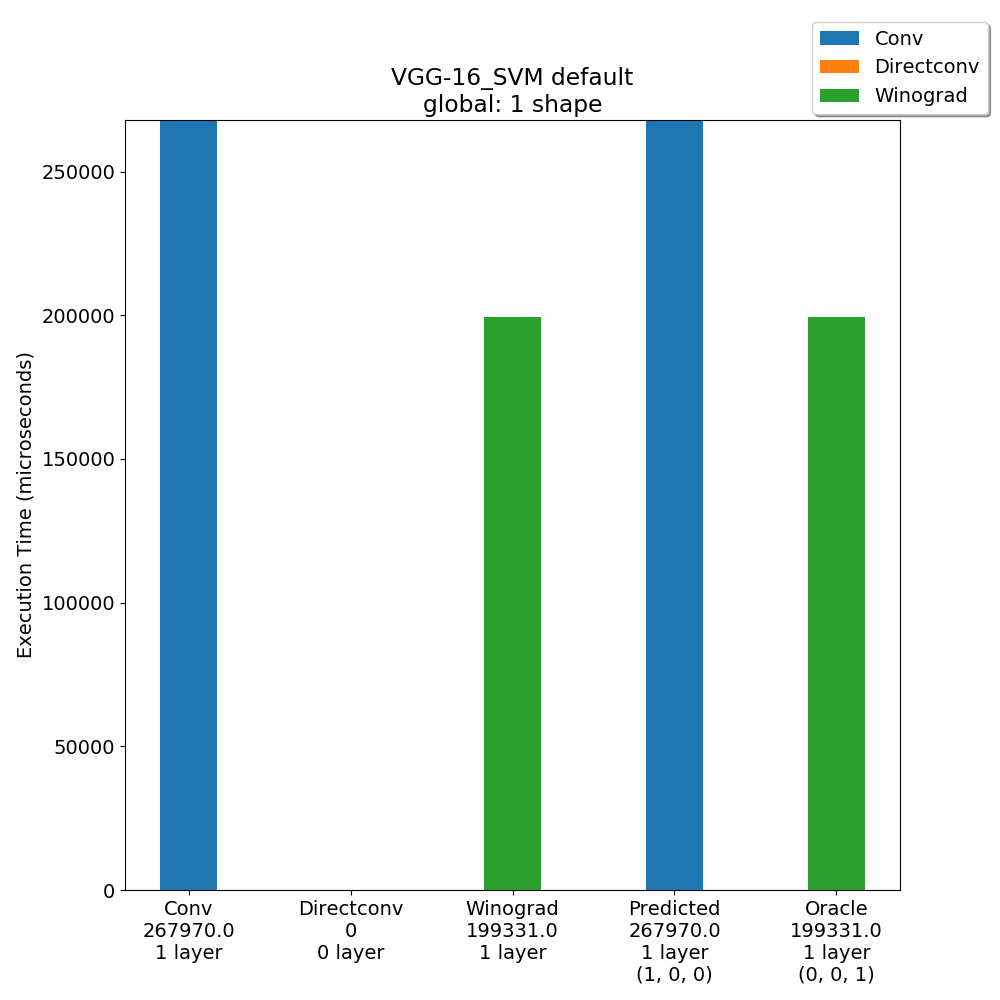 Conv
Directconv
Winograd
VGG-16_SVM default
global: 1 shape
Execution Time (microseconds)
250000
200000
150000
100000
50000
0
Conv
267970.0
1 layer
Directconv
0
0 layer
Winograd
199331.0
1 layer
Predicted
267970.0
1 layer
(1, 0, 0)
Oracle
199331.0
1 layer
(0, 0, 1)